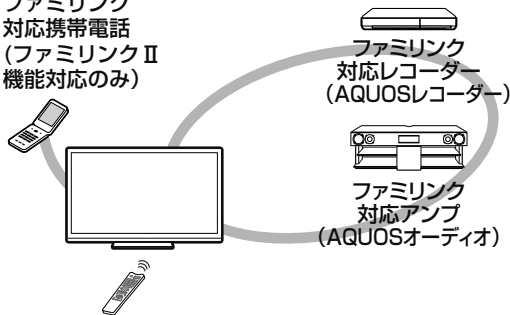 ファミリンク
対応携帯電話
(ファミリンクⅡ
機能対応のみ)
ファミリンク
対応レコーダー
(AQUOSレコーダー)
ファミリンク
対応アンプ
(AQUOSオーディオ)